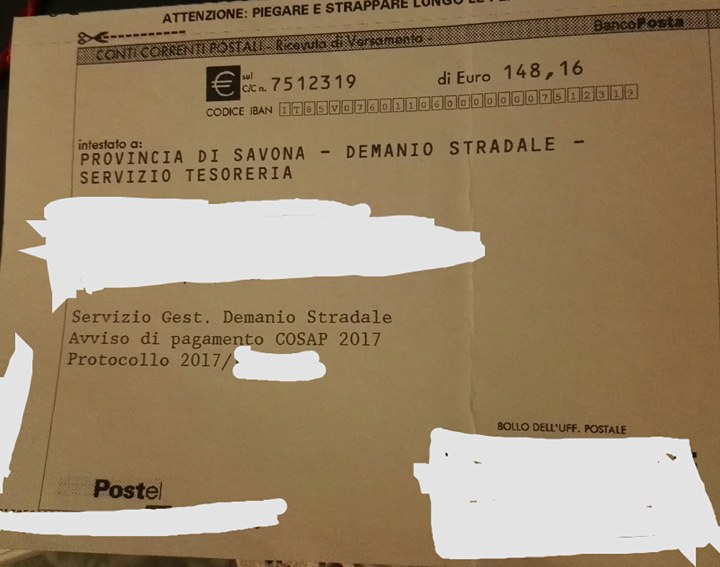 ATTENZIONE: PIEGARE E STRAPPARE LUNGO LE
CONTI CORRENTI POSTALI - Ricevuta di Versamento -
BancoPosta
€ sul C/C n. 7512319 di Euro 148,16
CODICE IBAN IT85V0760110600000007512319
intestato a:
PROVINCIA DI SAVONA - DEMANIO STRADALE -
SERVIZIO TESORERIA
Servizio Gest. Demanio Stradale
Avviso di pagamento COSAP 2017
Protocollo 2017/
BOLLO DELL'UFF. POSTALE
Postel